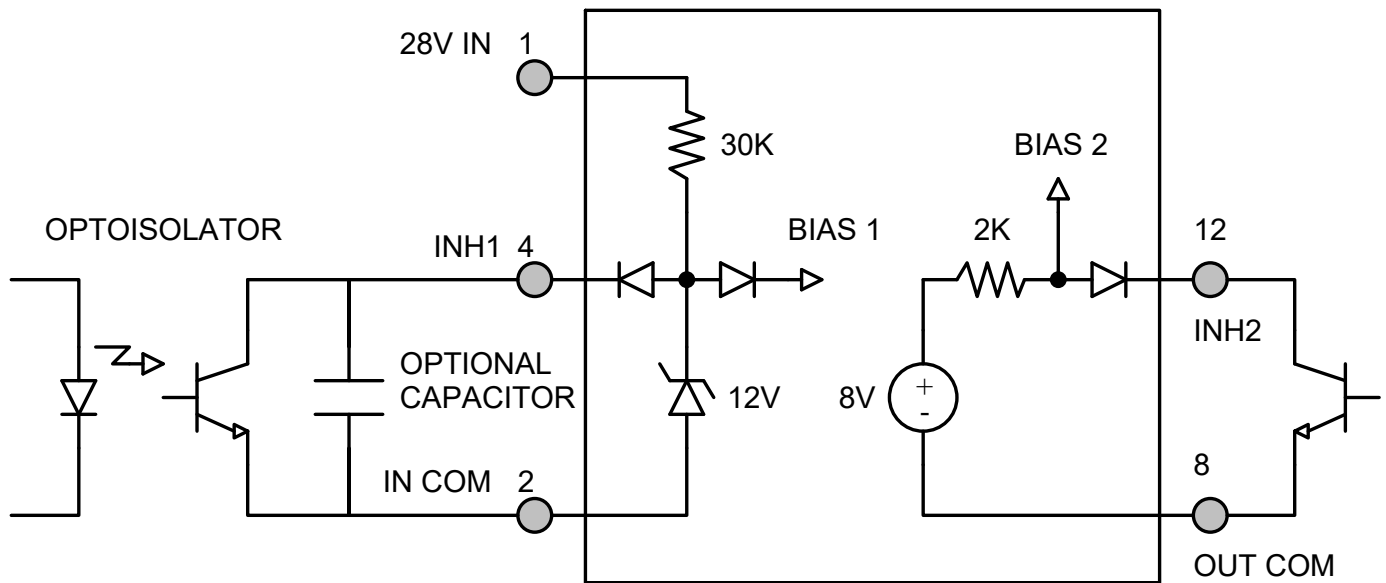 28V IN 1
30K
BIAS 2
OPTOISOLATOR
INH1 4
BIAS 1
2K
12
INH2
OPTIONAL
CAPACITOR
12V
8V
+
-
IN COM 2
8
OUT COM